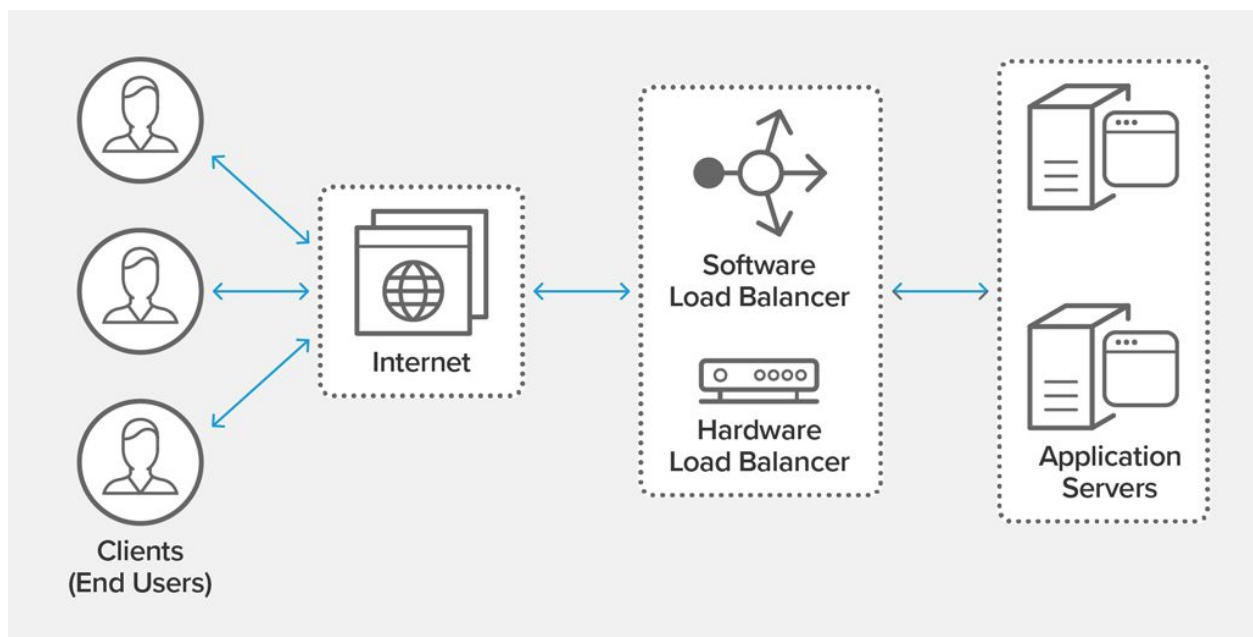 Clients
(End Users)
Internet
Software
Load Balancer
Hardware
Load Balancer
Application
Servers